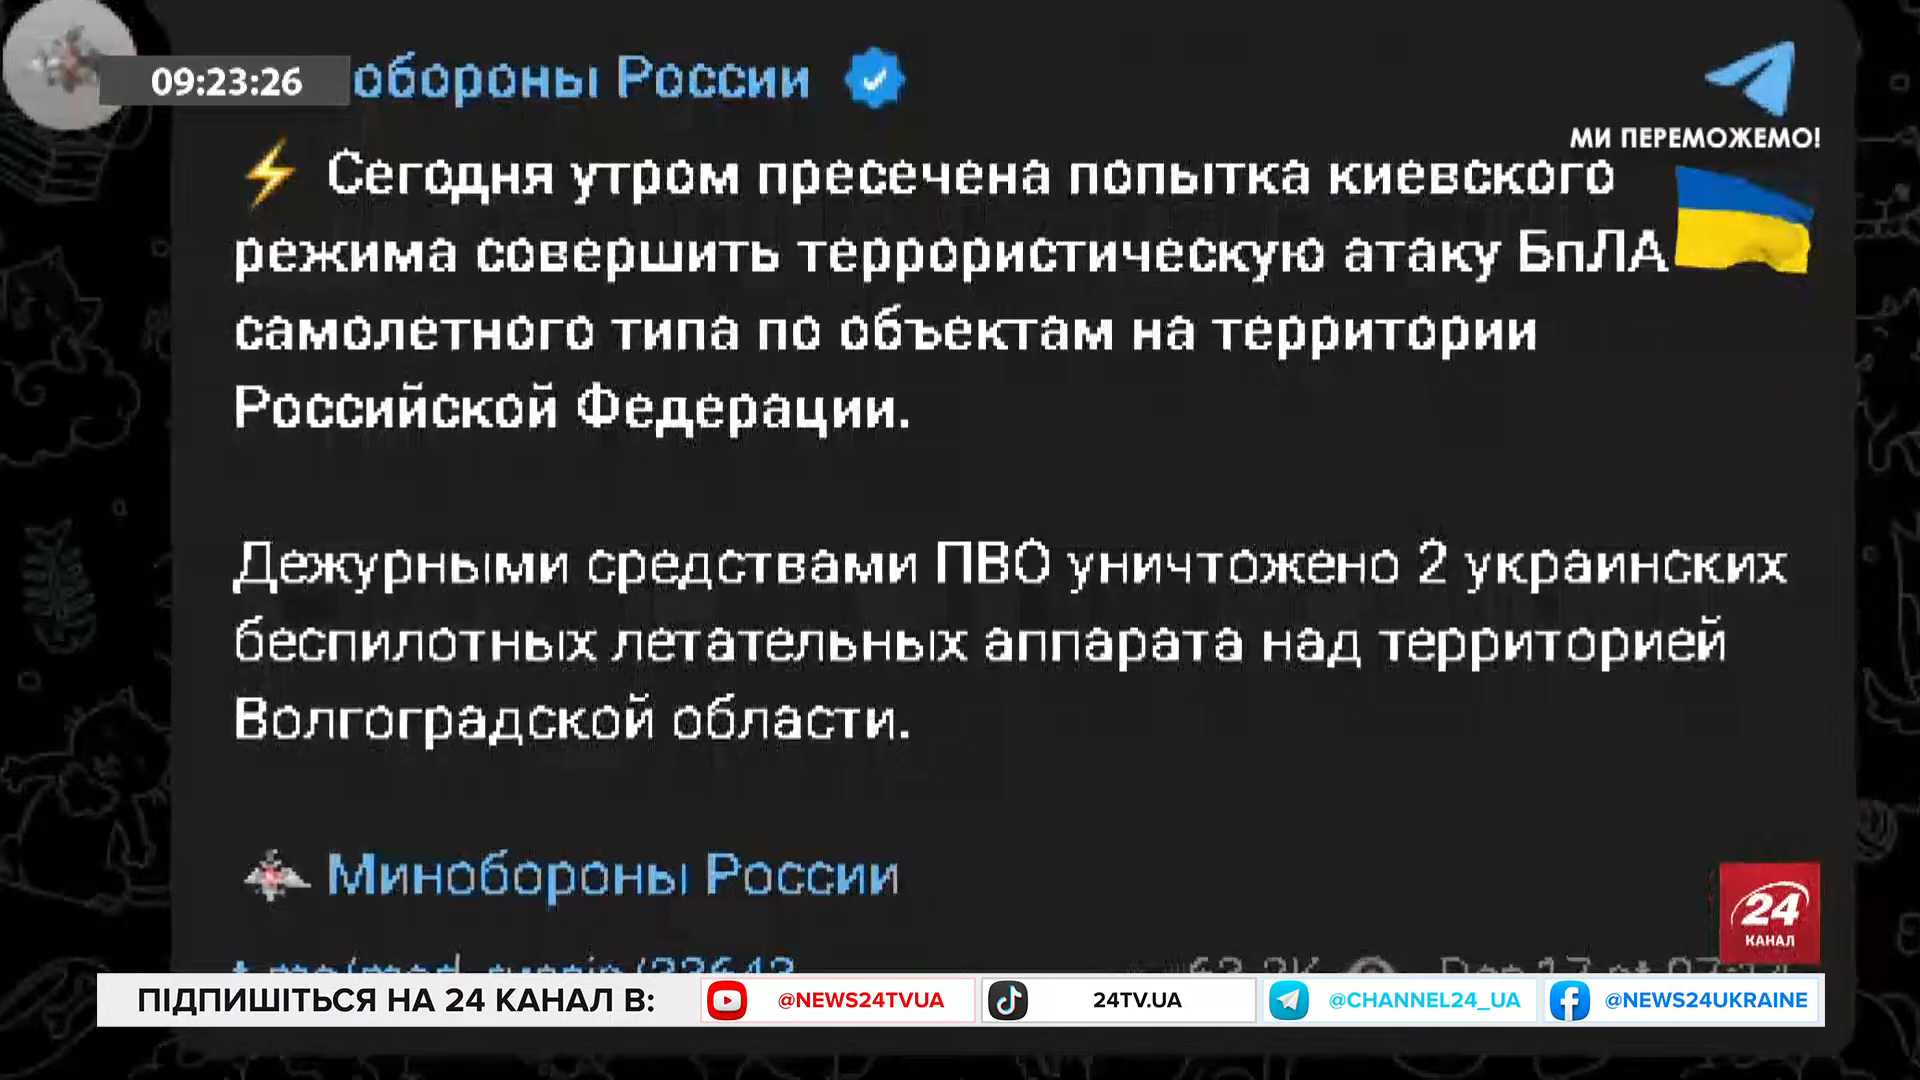 09:23:26
обороны России
МИ ПЕРЕМОЖЕМО!
⚡ Сегодня утром пресечена попытка киевского
режима совершить террористическую атаку БпЛА
самолетного типа по объектам на территории
Российской Федерации.
Дежурными средствами ПВО уничтожено 2 украинских
беспилотных летательных аппарата над территорией
Волгоградской области.
Минобороны России
24
КАНАЛ
ПІДПИШІТЬСЯ НА 24 КАНАЛ В: @NEWS24TVUA 24TV.UA @CHANNEL24_UA @NEWS24UKRAINE